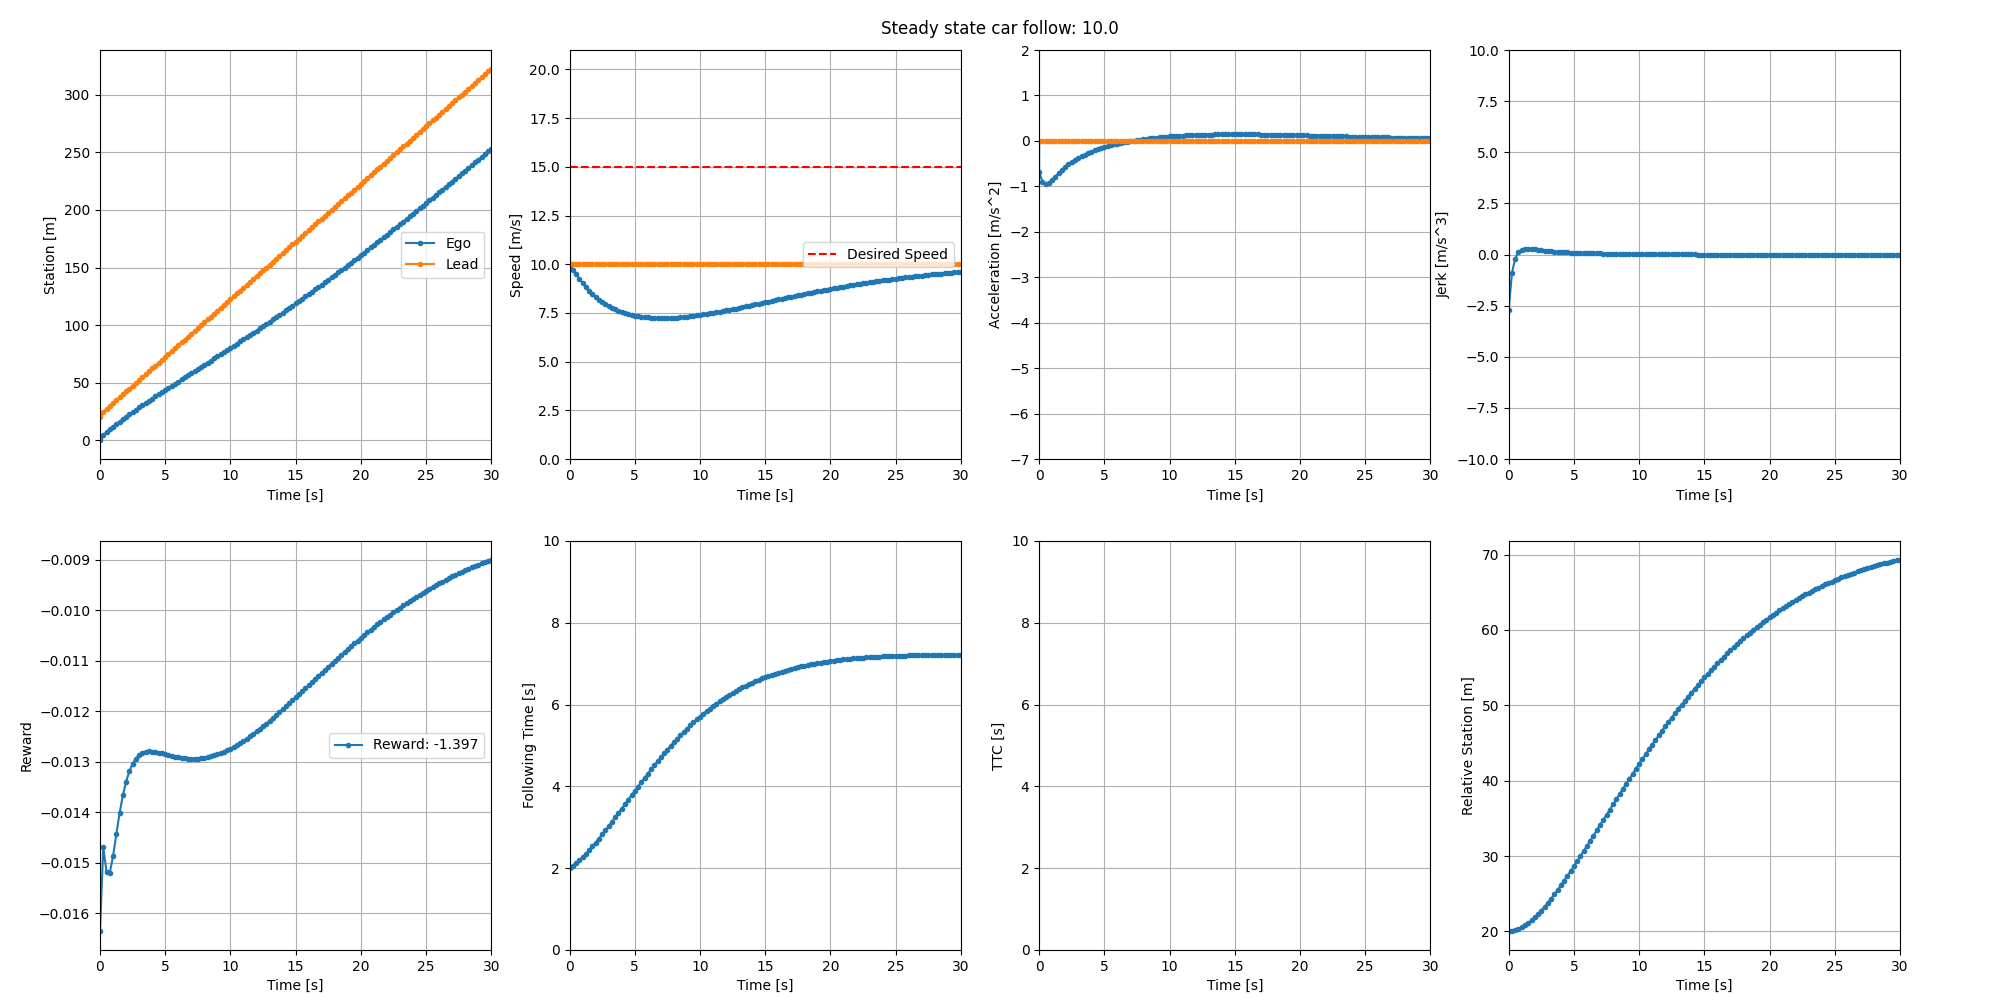 Steady state car follow: 10.0
Station [m]
300
250
200
150
100
50
0
Ego
Lead
0 5 10 15 20 25 30
Time [s]
Speed [m/s]
20.0
17.5
15.0
12.5
10.0
7.5
5.0
2.5
0.0
Desired Speed
0 5 10 15 20 25 30
Time [s]
Acceleration [m/s^2]
2
1
0
−1
−2
−3
−4
−5
−6
−7
0 5 10 15 20 25 30
Time [s]
Jerk [m/s^3]
10.0
7.5
5.0
2.5
0.0
−2.5
−5.0
−7.5
−10.0
0 5 10 15 20 25 30
Time [s]
Reward
−0.009
−0.010
−0.011
−0.012
−0.013
−0.014
−0.015
−0.016
Reward: -1.397
0 5 10 15 20 25 30
Time [s]
Following Time [s]
10
8
6
4
2
0
0 5 10 15 20 25 30
Time [s]
TTC [s]
10
8
6
4
2
0
0 5 10 15 20 25 30
Time [s]
Relative Station [m]
70
60
50
40
30
20
0 5 10 15 20 25 30
Time [s]